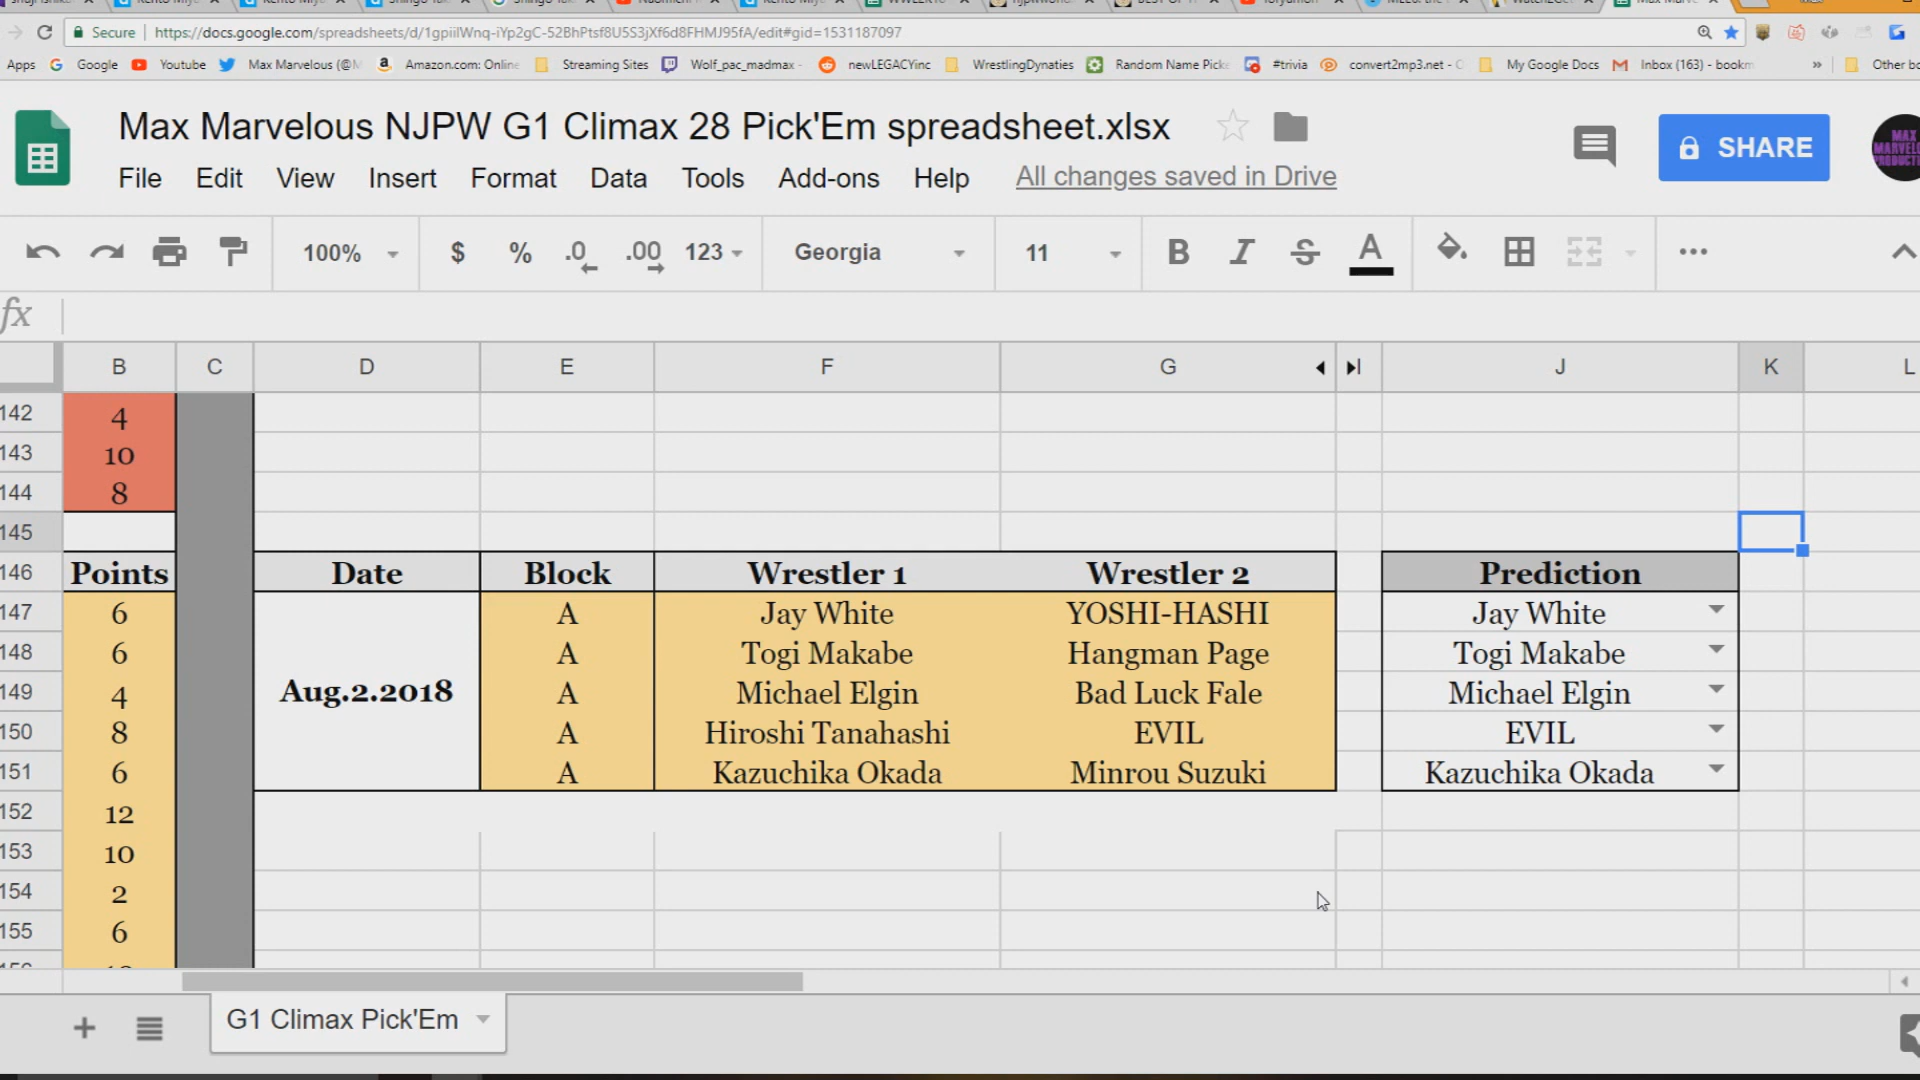 Secure https://docs.google.com/spreadsheets/d/1gpiilWnq-iYp2gC-52BhPtsf8U5S3jXf6d8FHMJ95fA/edit#gid=1531187097
Apps Google Youtube Max Marvelous (@M Amazon.com: Online Streaming Sites Wolf_pac_madmax - newLEGACYinc WrestlingDynaties Random Name Picke #trivia convert2mp3.net - C My Google Docs Inbox (163) - bookm » Other bo
Max Marvelous NJPW G1 Climax 28 Pick'Em spreadsheet.xlsx
SHARE
MAX
File Edit View Insert Format Data Tools Add-ons Help All changes saved in Drive
100% $ % .0 .00 123 Georgia 11 B I S A
fx
B C D E F G J K L
142 4
143 10
144 8
145
146 Points Date Block Wrestler 1 Wrestler 2 Prediction
147 6 A Jay White YOSHI-HASHI Jay White
148 6 A Togi Makabe Hangman Page Togi Makabe
149 4 Aug.2.2018 A Michael Elgin Bad Luck Fale Michael Elgin
150 8 A Hiroshi Tanahashi EVIL EVIL
151 6 A Kazuchika Okada Minrou Suzuki Kazuchika Okada
152 12
153 10
154 2
155 6
G1 Climax Pick'Em